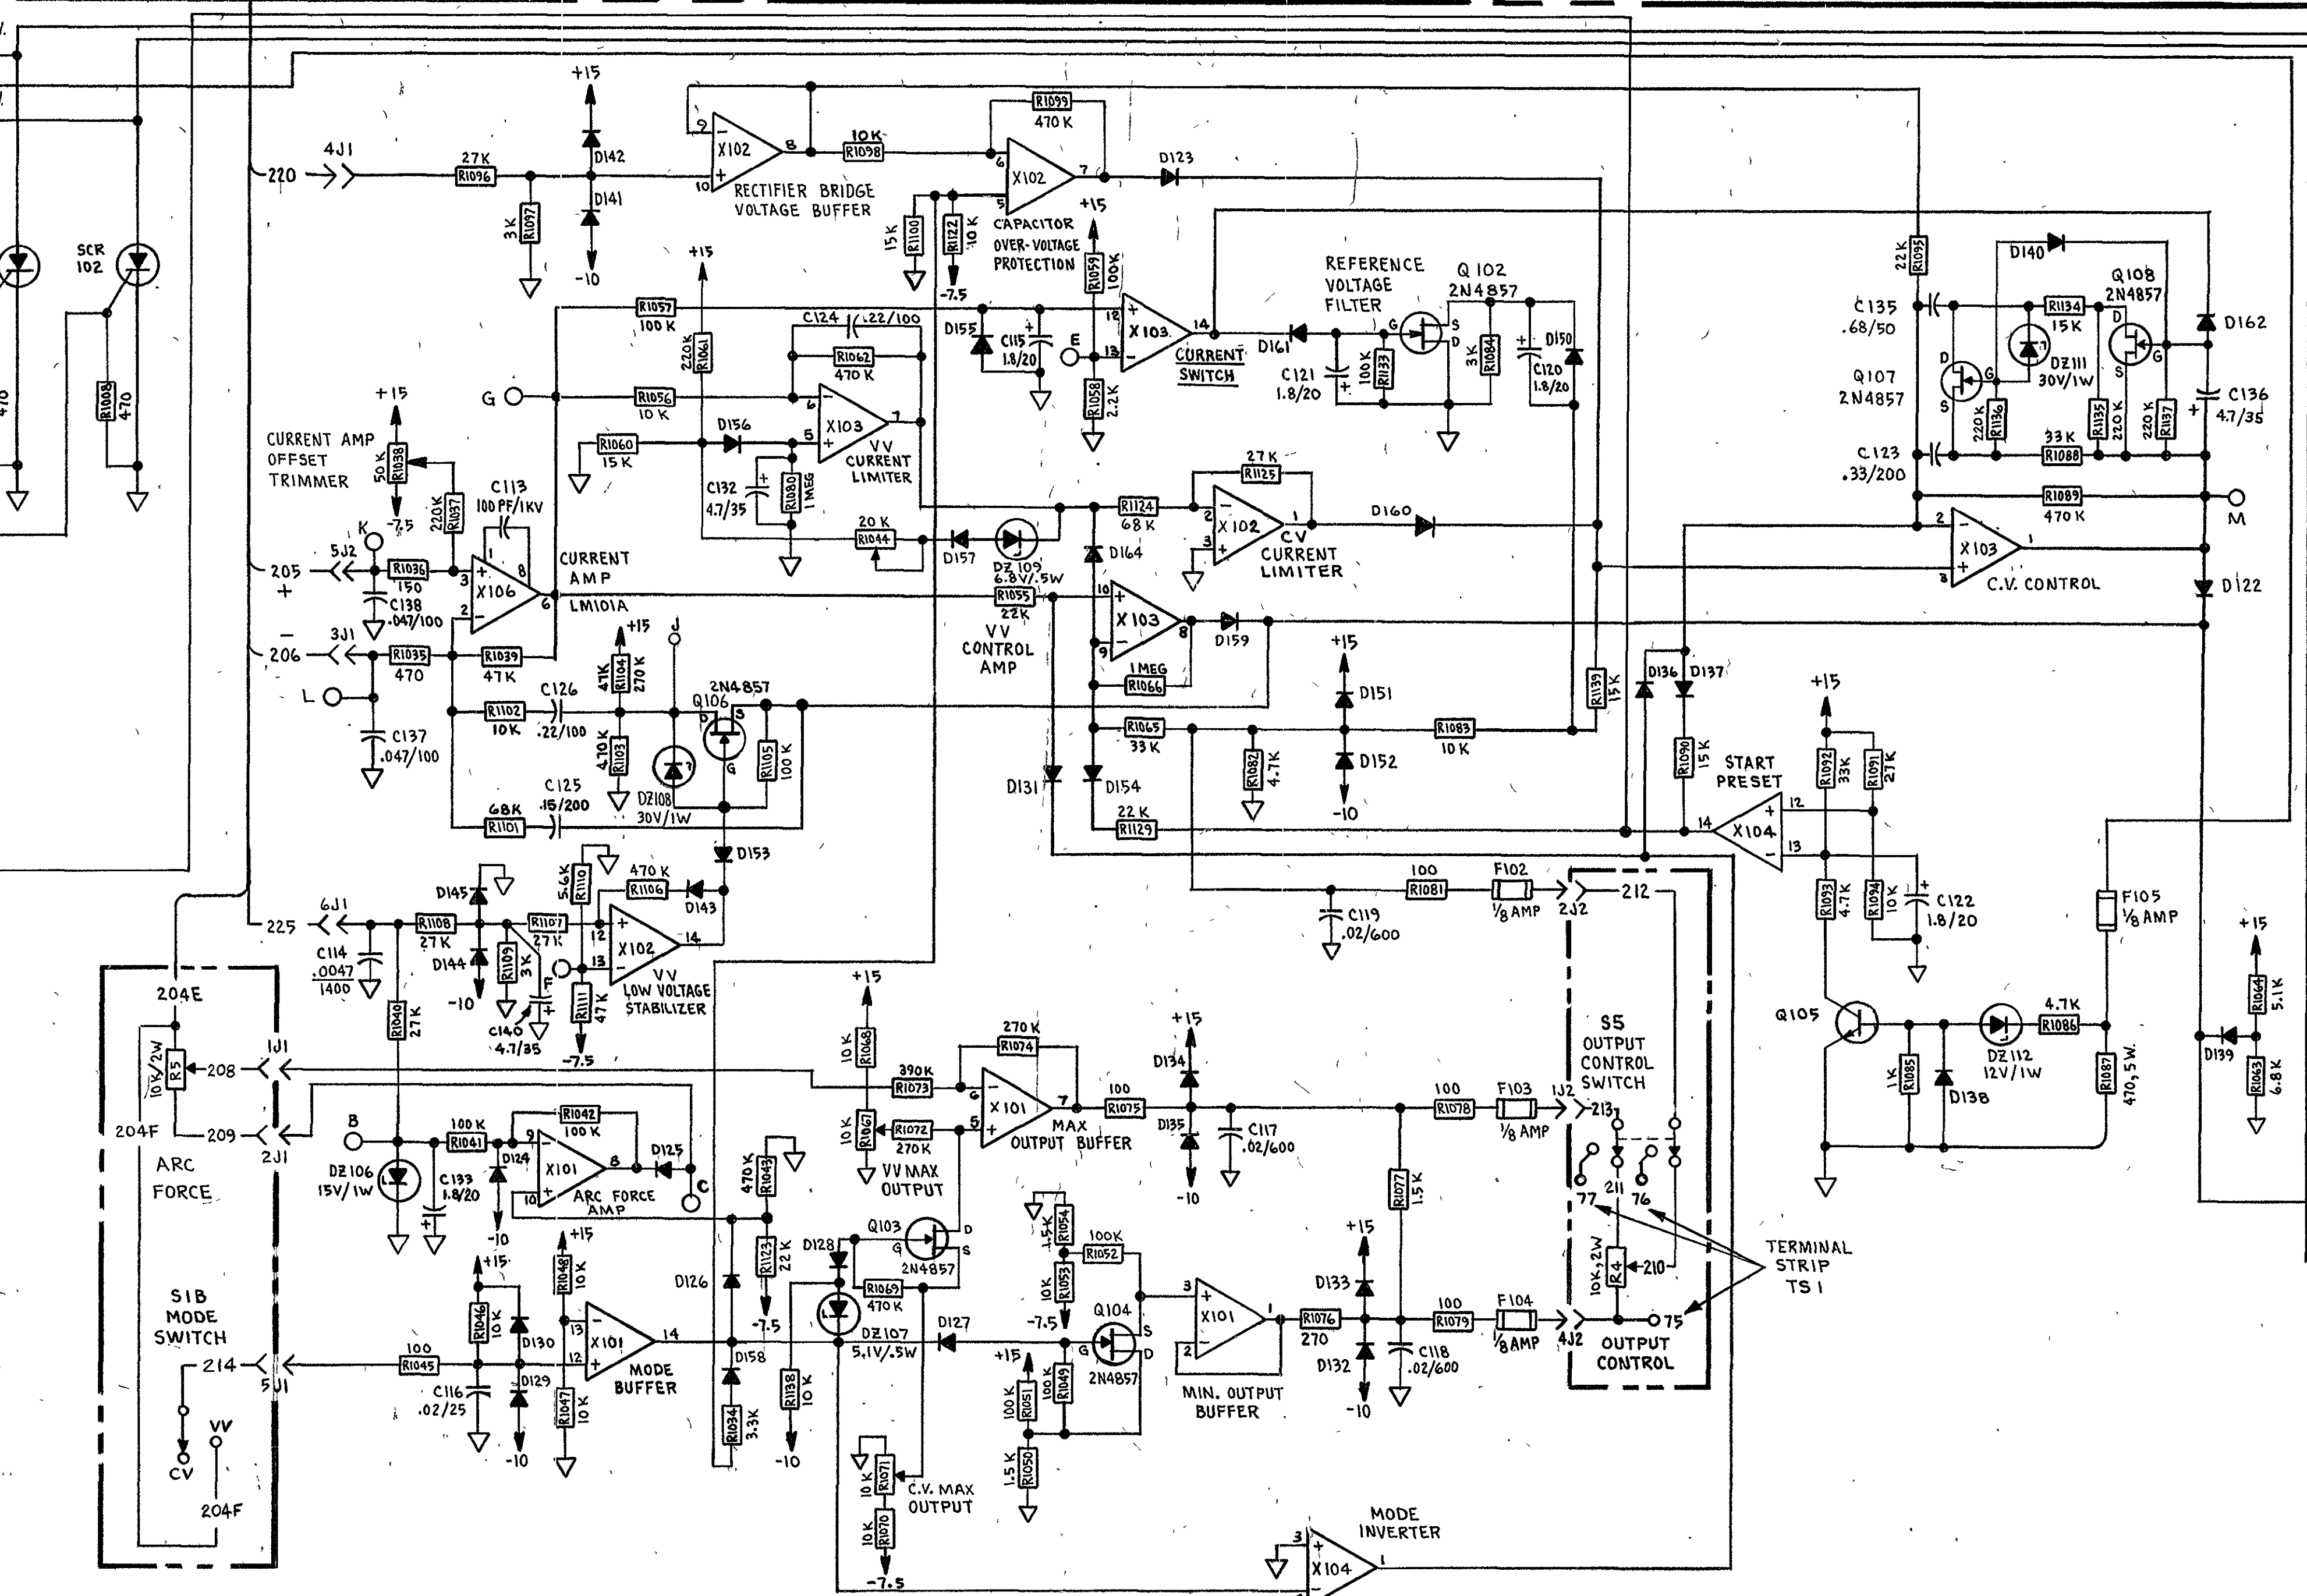 +15
4J1
220
27K
R1096
D142
D141
3K
R1097
-10
9
-
X102
8
+
10
RECTIFIER BRIDGE
VOLTAGE BUFFER
10K
R1098
R1099
470K
6
X102
7
5
D123
15K
R1100
R1122
10K
-7.5
CAPACITOR
OVER-VOLTAGE
PROTECTION
SCR
102
R1008
470
470
+15
R1059
100K
R1057
100K
D155
C115
1.8/20
E
12
+
X103
14
13
-
CURRENT
SWITCH
R1058
2.2K
REFERENCE
VOLTAGE
FILTER
Q102
2N4857
G
S
D
D161
C121
1.8/20
100K
R1133
3K
R1084
C120
1.8/20
D150
22K
R1095
C135
.68/50
D140
Q108
2N4857
R1134
15K
D
G
S
DZ111
30V/1W
D162
C136
4.7/35
Q107
2N4857
D
G
S
220K
R1136
R1135
220K
220K
R1137
C123
.33/200
33K
R1088
R1089
470K
M
+15
220K
R1061
C124
.22/100
R1062
470K
G
R1056
10K
6
-
X103
7
5
+
VV
CURRENT
LIMITER
R1060
15K
D156
C132
4.7/35
R1080
1 MEG
20K
R1044
D157
DZ109
6.8V/.5W
CURRENT AMP
OFFSET
TRIMMER
+15
50K
R1038
-7.5
220K
R1037
C113
100PF/1KV
K
5J2
205
+
R1036
150
C138
.047/100
3
+
1
8
X106
6
2
-
CURRENT
AMP
LM101A
-
206
3J1
R1035
470
R1039
47K
L
C137
.047/100
R1055
22K
VV
CONTROL
AMP
D164
R1124
68K
27K
R1125
2
-
X102
1
3
+
CV
CURRENT
LIMITER
D160
10
+
X103
8
9
-
D159
1MEG
R1066
R1065
33K
2
-
X103
1
3
+
C.V. CONTROL
D122
R1102
10K
C126
.22/100
+15
47K
R1104
270K
J
2N4857
Q106
D
S
G
470K
R1103
DZ108
30V/1W
R1105
100K
68K
R1101
C125
.15/200
D153
D131
D154
22K
R1129
R1082
4.7K
+15
D151
D152
-10
R1083
10K
R1139
15K
D136
D137
R1090
15K
START
PRESET
+15
R1092
33K
R1091
27K
12
+
14
X104
13
-
R1093
4.7K
R1094
10K
C122
1.8/20
F105
1/8 AMP
225
6J1
C114
.0047
1400
R1108
27K
D145
D144
-10
R1109
3K
R1107
27K
C140
4.7/35
F
5.6K
R1110
470K
R1106
D143
12
+
X102
14
13
-
R1111
47K
-7.5
VV
LOW VOLTAGE
STABILIZER
C119
.02/600
100
R1081
F102
1/8 AMP
2J2
212
204E
10K/2W
R5
208
1J1
204F
209
2J1
ARC
FORCE
S1B
MODE
SWITCH
214
5J1
VV
CV
204F
R1040
27K
B
DZ106
15V/1W
C133
1.8/20
100K
R1041
D124
-10
R1042
100K
9
-
X101
8
10
+
ARC FORCE
AMP
D125
C
470K
R1043
R1123
22K
-7.5
+15
10K
R1068
10K
R1067
VV MAX
OUTPUT
390K
R1073
R1072
270K
270K
R1074
6
-
X101
7
5
+
MAX
OUTPUT BUFFER
100
R1075
+15
D134
D135
-10
C117
.02/600
100
R1078
F103
1/8 AMP
1J2
213
S5
OUTPUT
CONTROL
SWITCH
77
211
76
10K,2W
R4
210
75
OUTPUT
CONTROL
TERMINAL
STRIP
TS 1
R1077
1.5K
+15
D133
D132
-10
C118
.02/600
100
R1079
F104
1/8 AMP
4J2
Q105
1K
R1085
D138
DZ112
12V/1W
4.7K
R1086
R1087
470, 5W.
+15
R1064
5.1K
D139
R1063
6.8K
100
R1045
C116
.02/25
+15
R1046
10K
D130
D129
-10
+15
R1048
10K
R1047
10K
13
-
X101
14
12
+
MODE
BUFFER
D126
D158
R1034
3.3K
D128
Q103
G
D
S
2N4857
R1069
470K
DZ107
5.1V/.5W
D127
R1138
10K
-10
10K
R1071
C.V. MAX
OUTPUT
10K
R1070
-7.5
1.5K
R1054
10K
R1053
-7.5
100K
R1052
Q104
S
G
D
2N4857
+15
100K
R1051
100K
R1049
1.5K
R1050
3
+
X101
1
-
2
MIN. OUTPUT
BUFFER
R1076
270
MODE
INVERTER
3
+
X104
1
-